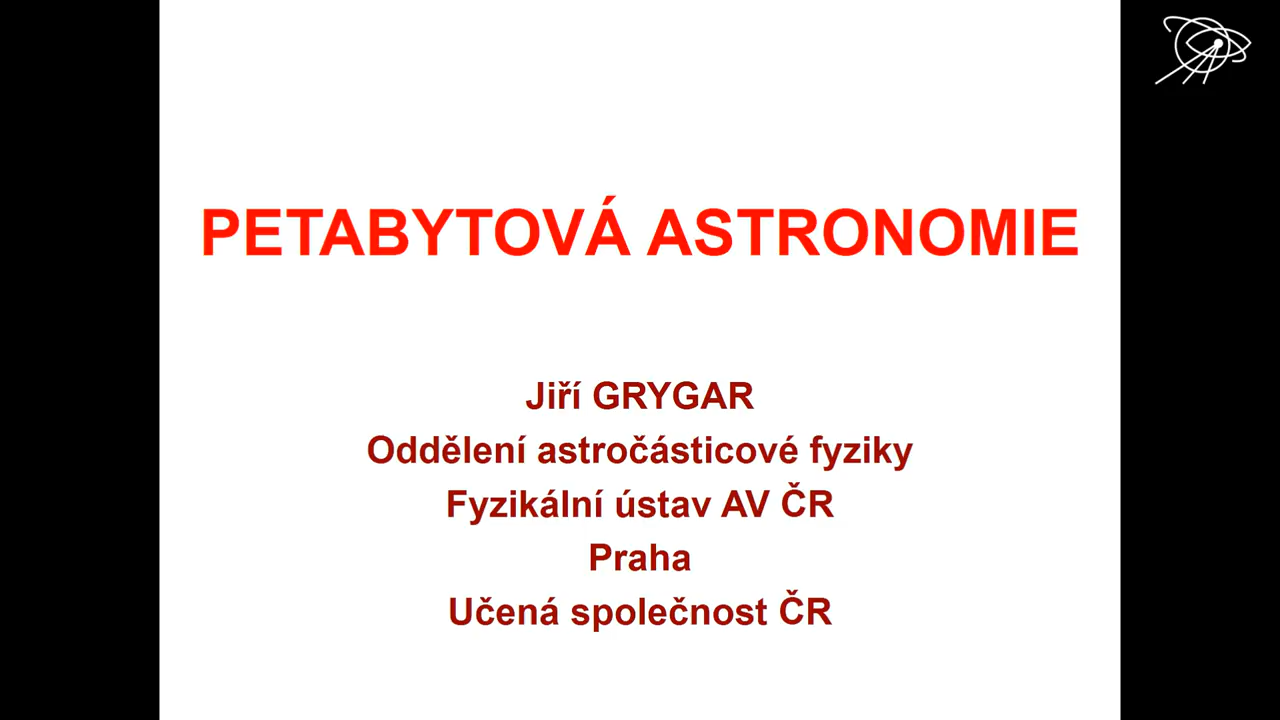 PETABYTOVÁ ASTRONOMIE
Jiří GRYGAR
Oddělení astročásticové fyziky
Fyzikální ústav AV ČR
Praha
Učená společnost ČR